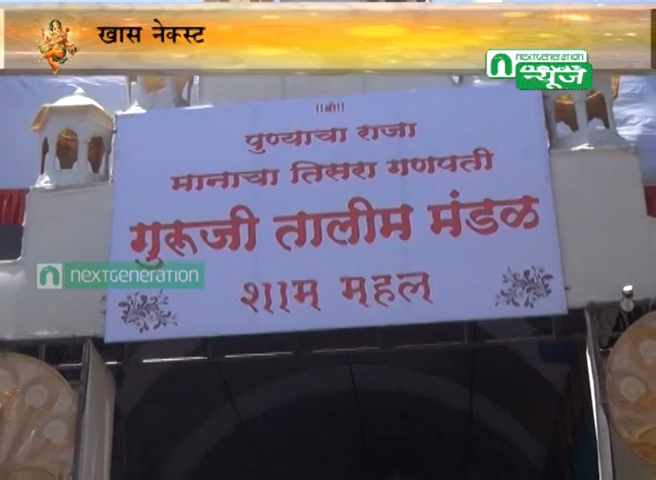 खास नेक्स्ट
nextgeneration
न्यूज
॥श्री॥
पुण्याचा राजा
मानाचा तिसरा गणपती
गुरूजी तालीम मंडळ
nextgeneration
शाम महल